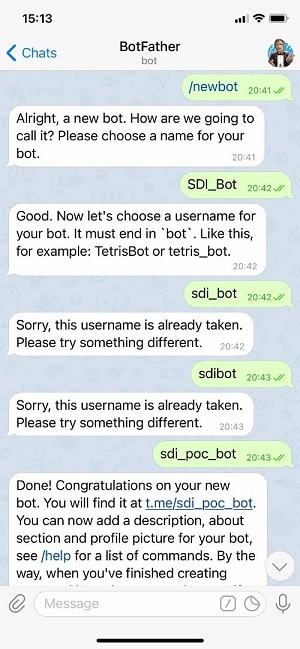 15:13
Chats
BotFather
bot
/newbot 20:41
Alright, a new bot. How are we going to
call it? Please choose a name for your
bot.
20:41
SDI_Bot 20:42
Good. Now let's choose a username for
your bot. It must end in `bot`. Like this,
for example: TetrisBot or tetris_bot.
20:42
sdi_bot 20:42
Sorry, this username is already taken.
Please try something different. 20:42
sdibot 20:43
Sorry, this username is already taken.
Please try something different. 20:43
sdi_poc_bot 20:43
Done! Congratulations on your new
bot. You will find it at t.me/sdi_poc_bot.
You can now add a description, about
section and profile picture for your bot,
see /help for a list of commands. By the
way, when you've finished creating
Message